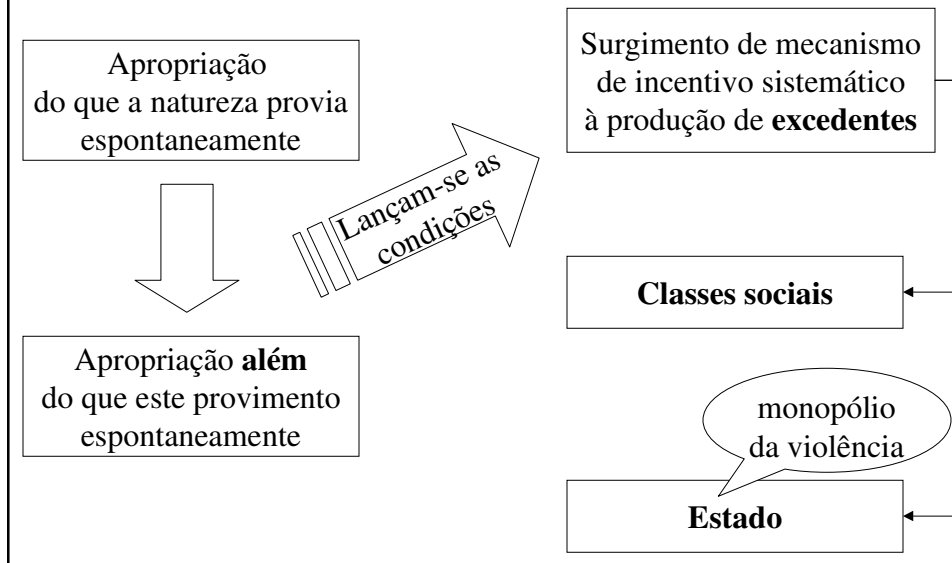 Apropriação
do que a natureza provia
espontaneamente
Apropriação além
do que este provimento
espontaneamente
Lançam-se as
condições
Surgimento de mecanismo
de incentivo sistemático
à produção de excedentes
Classes sociais
monopólio
da violência
Estado